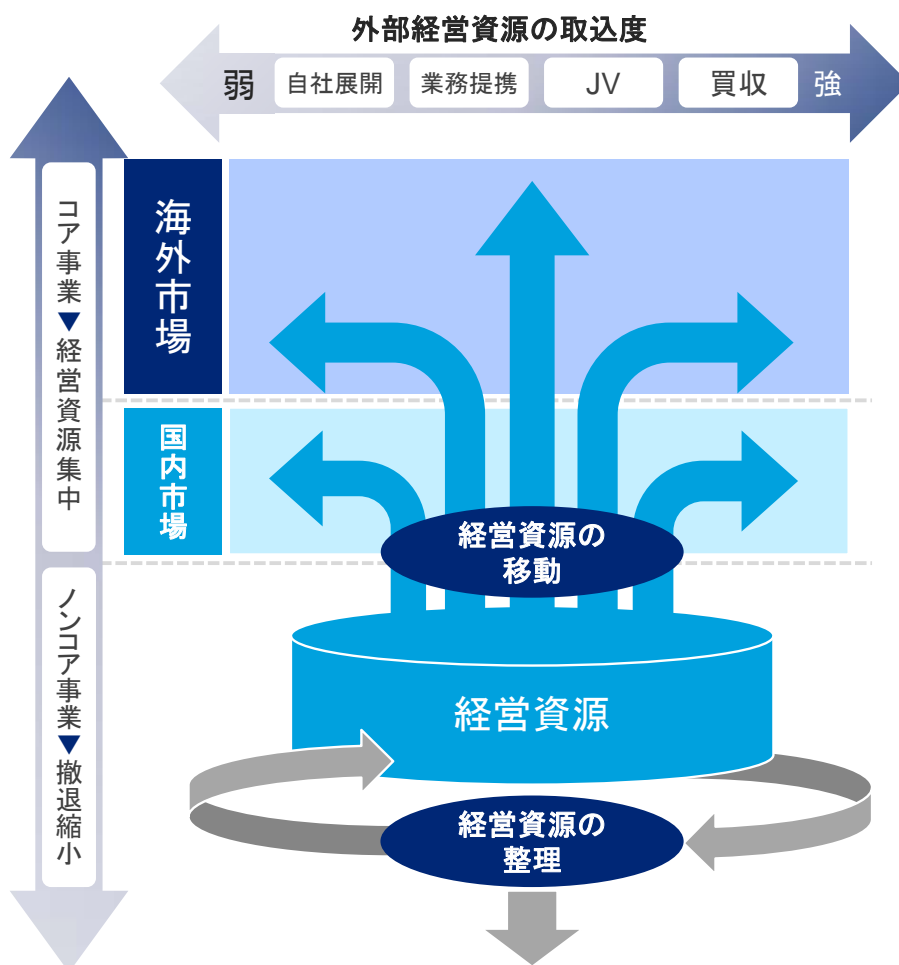 外部経営資源の取込度
弱
自社展開
業務提携
JV
買収
強
コア事業▼経営資源集中
海外市場
国内市場
経営資源の
移動
ノンコア事業▼撤退縮小
経営資源
経営資源の
整理